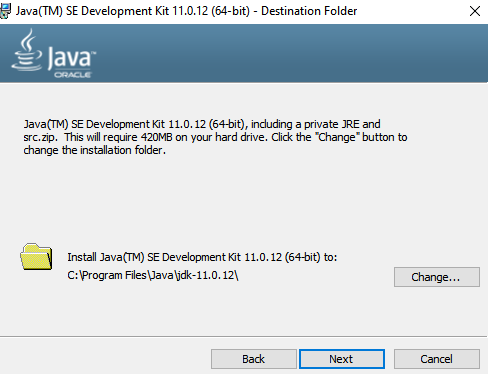 Java(TM) SE Development Kit 11.0.12 (64-bit) - Destination Folder
Java™
ORACLE
Java(TM) SE Development Kit 11.0.12 (64-bit), including a private JRE and
src.zip.  This will require 420MB on your hard drive. Click the "Change" button to
change the installation folder.
Install Java(TM) SE Development Kit 11.0.12 (64-bit) to:
C:\Program Files\Java\jdk-11.0.12\
Change...
Back
Next
Cancel